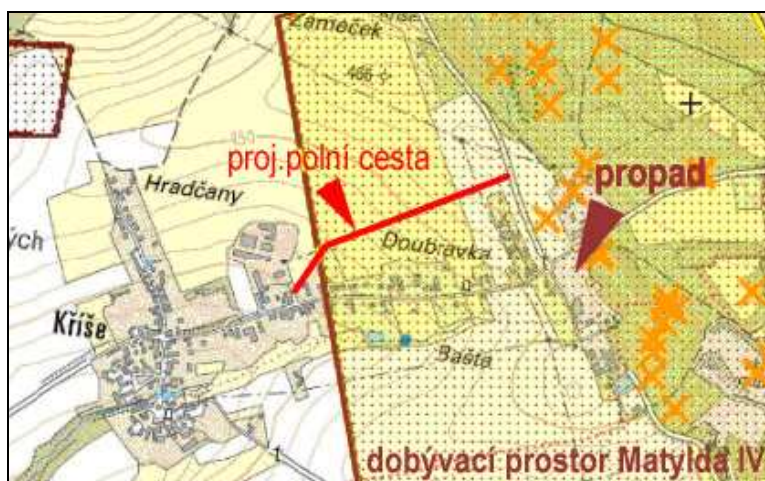 Zámeček
466
450
proj.polní cesta
propad
Hradčany
ých
Doubravka
Kříše
Bašta
1
dobývací prostor Matylda IV